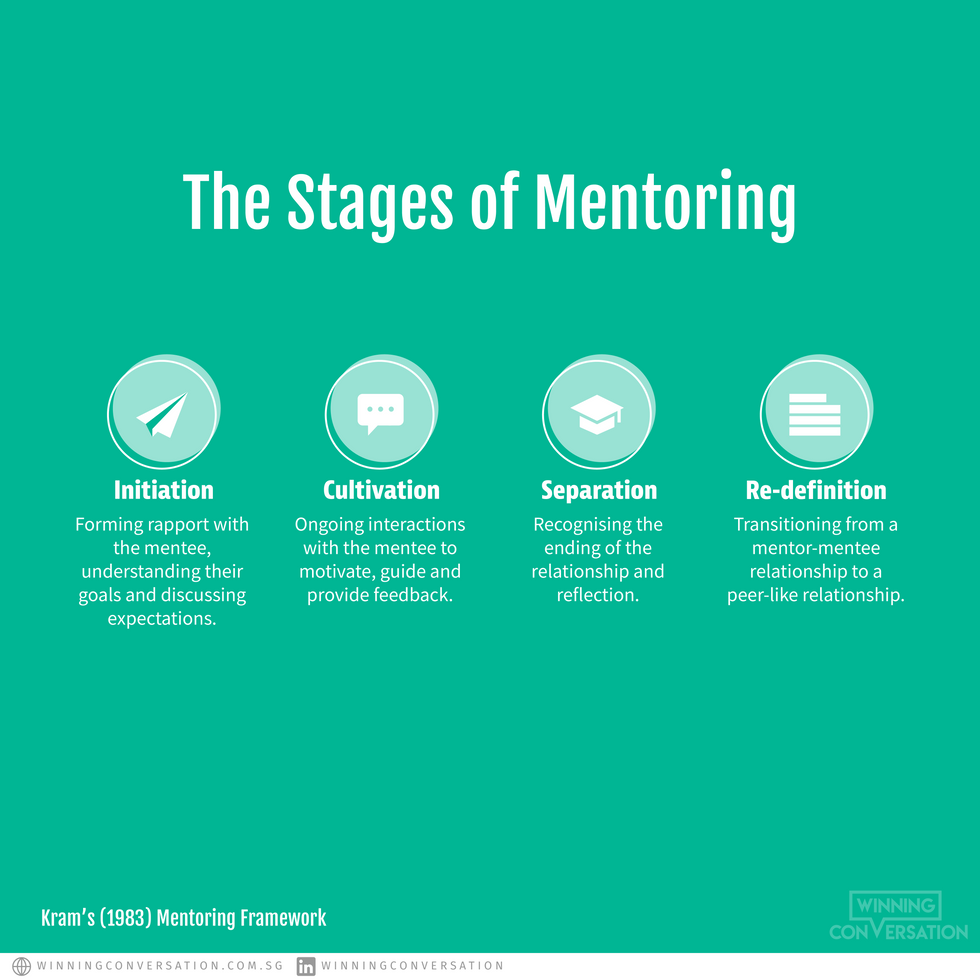 The Stages of Mentoring
Initiation
Forming rapport with
the mentee,
understanding their
goals and discussing
expectations.
Cultivation
Ongoing interactions
with the mentee to
motivate, guide and
provide feedback.
Separation
Recognising the
ending of the
relationship and
reflection.
Re-definition
Transitioning from a
mentor-mentee
relationship to a
peer-like relationship.
Kram's (1983) Mentoring Framework
WINNING
CONVERSATION
WINNINGCONVERSATION.COM.SG
in WINNINGCONVERSATION